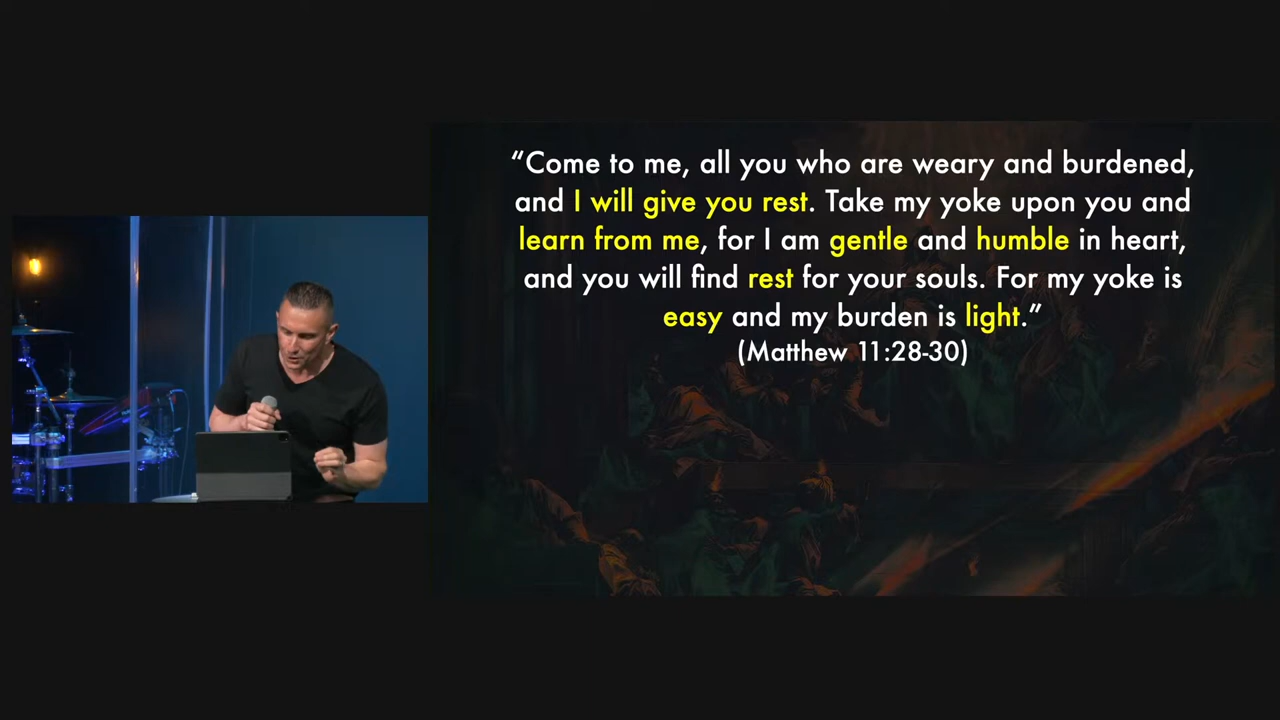 “Come to me, all you who are weary and burdened,
and I will give you rest. Take my yoke upon you and
learn from me, for I am gentle and humble in heart,
and you will find rest for your souls. For my yoke is
easy and my burden is light.”
(Matthew 11:28-30)